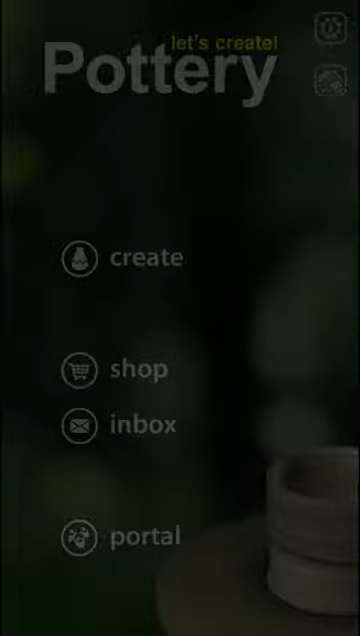 let's create!
Pottery
create
shop
inbox
portal